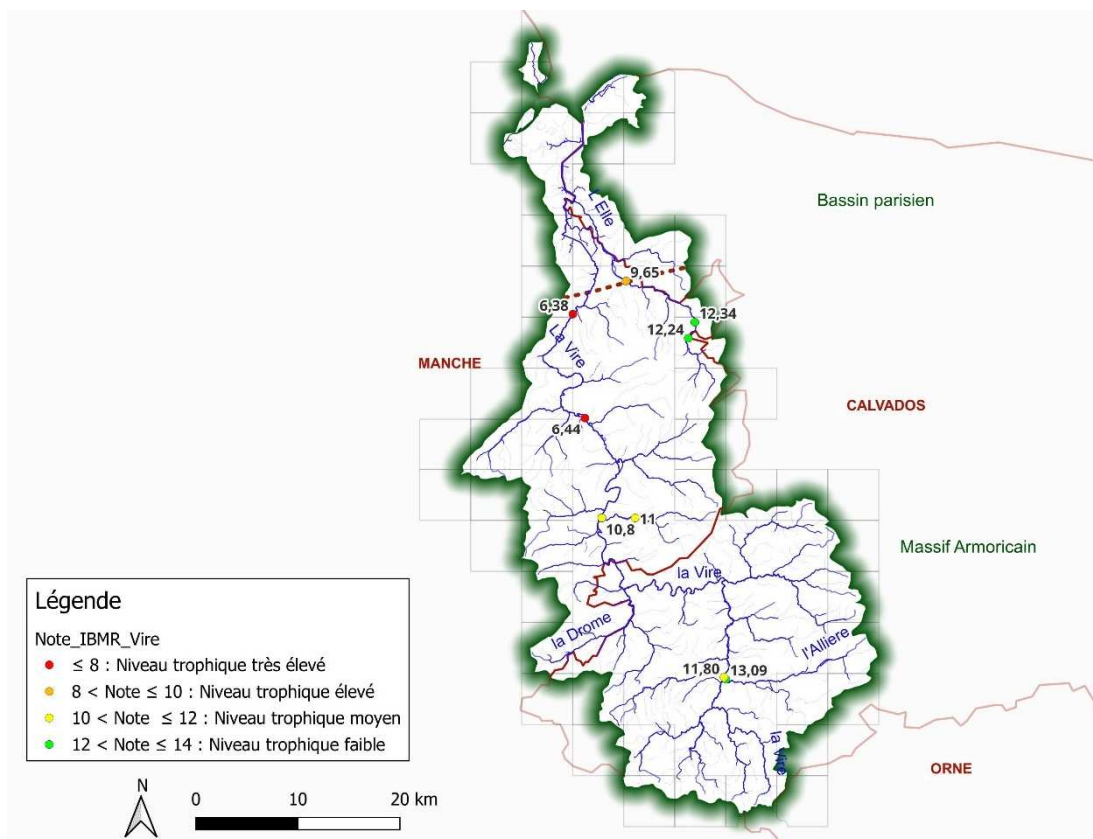 L'Elle
Bassin parisien
9,65
6,38
12,34
12,24
La Vire
MANCHE
CALVADOS
6,44
11
10,8
Massif Armoricain
la Vire
la Drome
l'Alliere
11,80
13,09
la Vire
ORNE
Légende
Note_IBMR_Vire
≤ 8 : Niveau trophique très élevé
8 < Note ≤ 10 : Niveau trophique élevé
10 < Note ≤ 12 : Niveau trophique moyen
12 < Note ≤ 14 : Niveau trophique faible
N
0 10 20 km